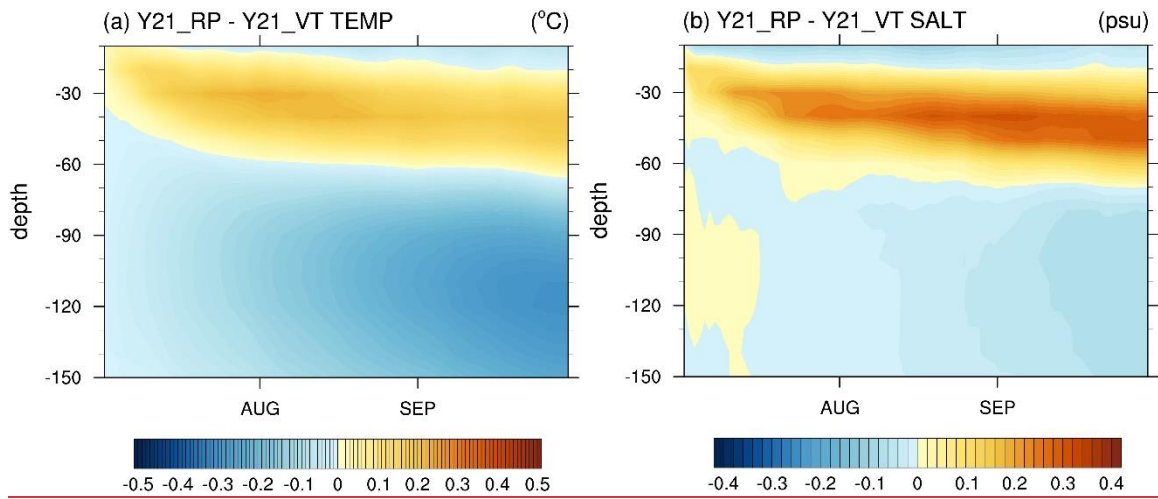 (a) Y21_RP - Y21_VT TEMP (°C)
-30
-60
-90
-120
-150
depth
AUG SEP
-0.5 -0.4 -0.3 -0.2 -0.1 0 0.1 0.2 0.3 0.4 0.5
(b) Y21_RP - Y21_VT SALT (psu)
-30
-60
-90
-120
-150
depth
AUG SEP
-0.4 -0.3 -0.2 -0.1 0 0.1 0.2 0.3 0.4